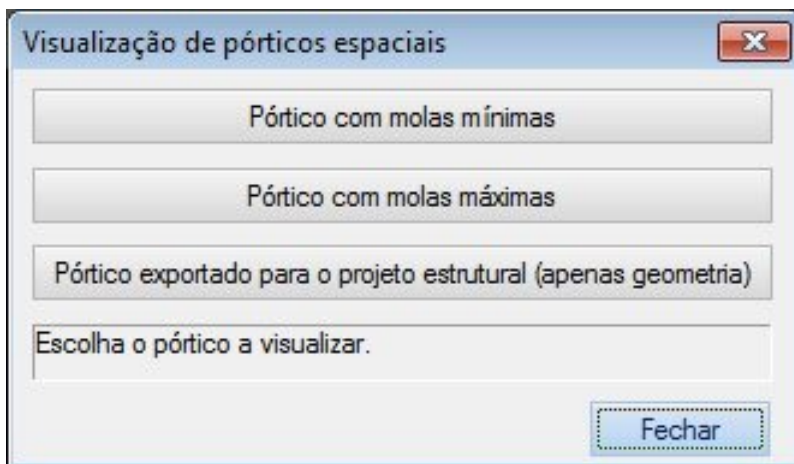 Visualização de pórticos espaciais
Pórtico com molas mínimas
Pórtico com molas máximas
Pórtico exportado para o projeto estrutural (apenas geometria)
Escolha o pórtico a visualizar.
Fechar